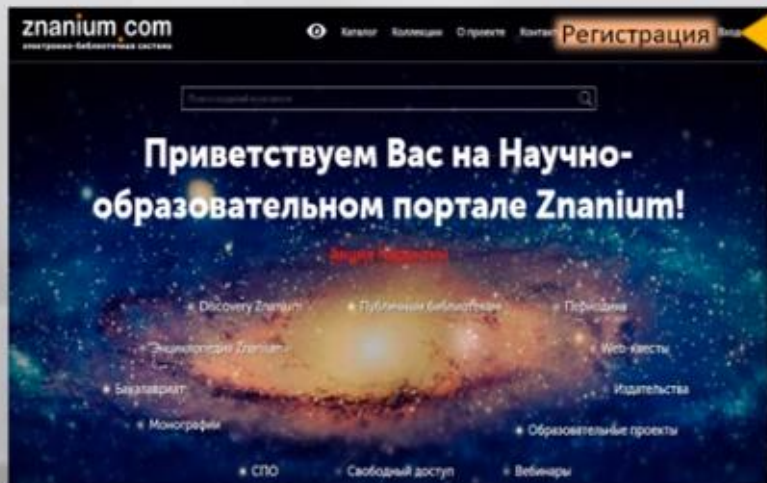 znanium.com
электронно-библиотечная система
Каталог Коллекции О проекте Регистрация
Приветствуем Вас на Научно-
образовательном портале Znanium!
Discovery Znanium Публичным библиотекам Периодика
Энциклопедия Znanium Web-квесты
Бакалавриат Издательства
Монографии Образовательные проекты
СПО Свободный доступ Вебинары